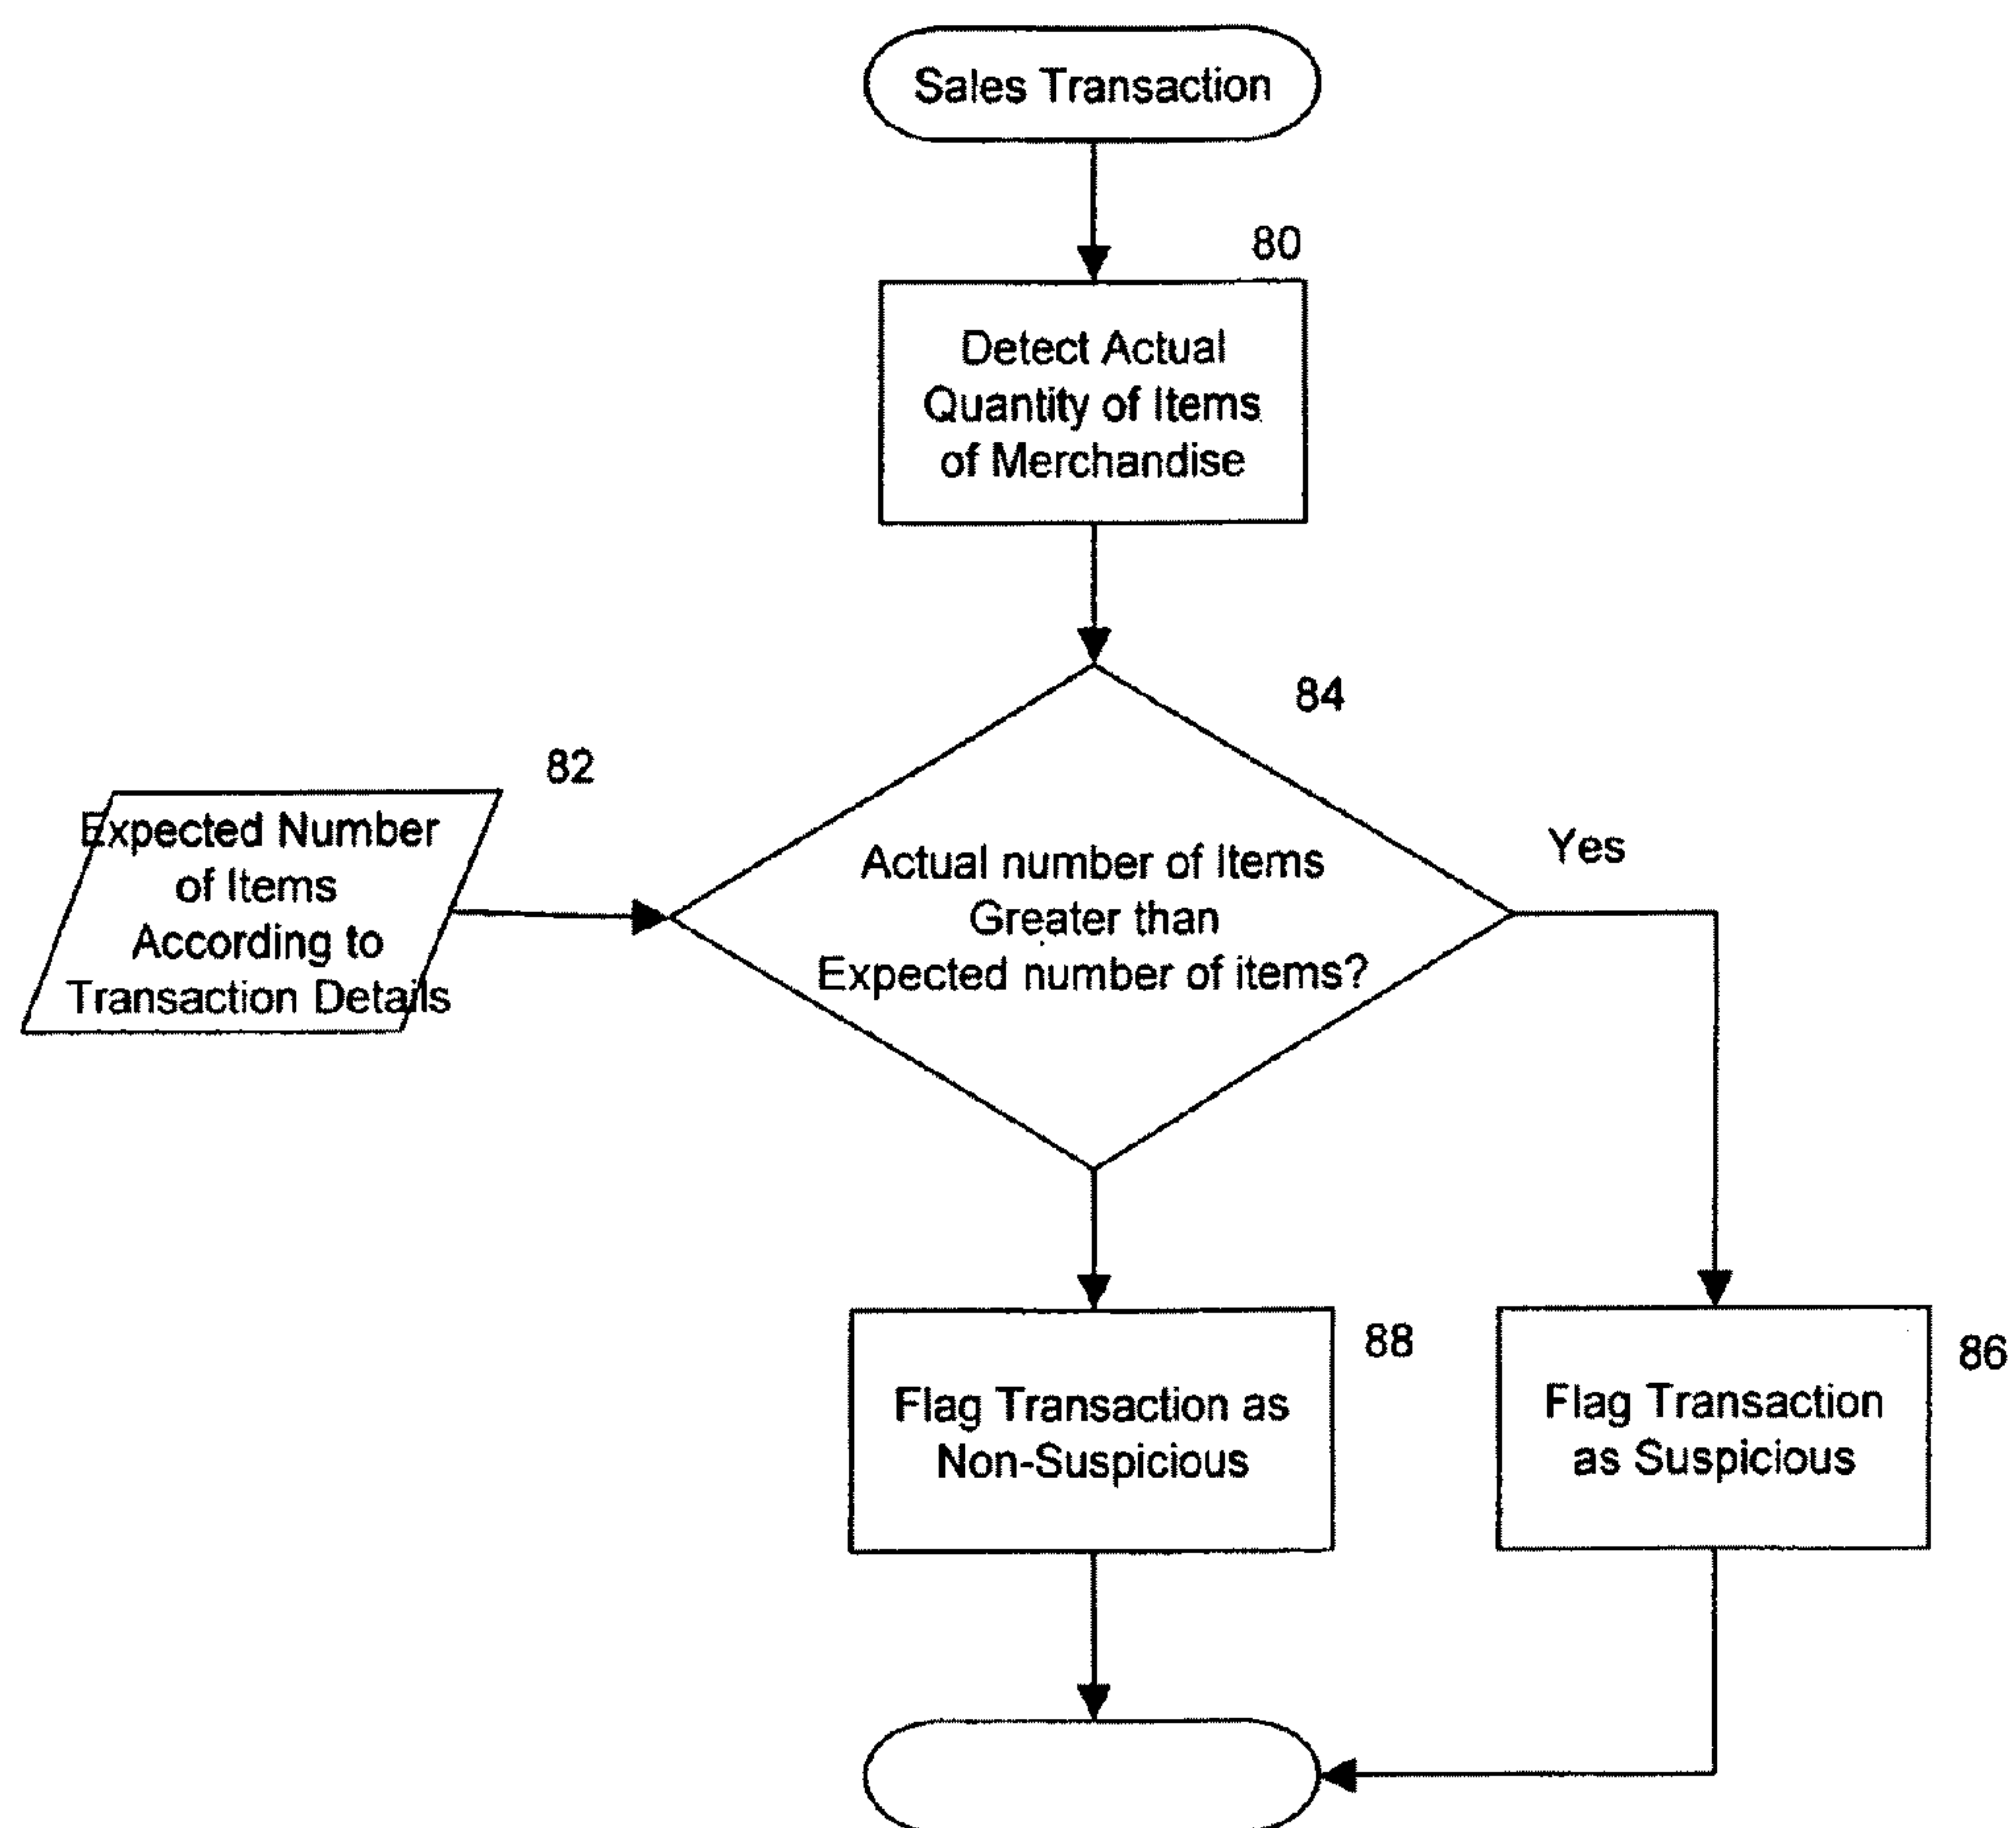 Sales Transaction
80
Detect Actual
Quantity of Items
of Merchandise
84
82
Expected Number
of Items
According to
Transaction Details
Actual number of Items
Greater than
Expected number of items?
Yes
88
Flag Transaction as
Non-Suspicious
86
Flag Transaction
as Suspicious